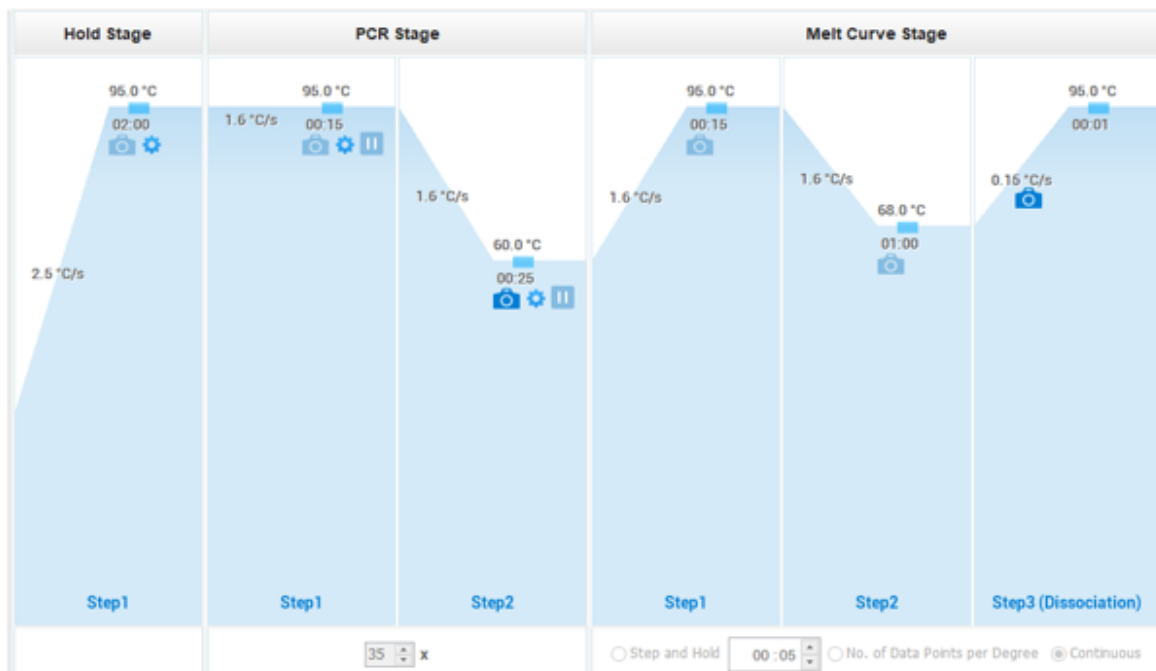 Hold Stage
PCR Stage
Melt Curve Stage
95.0 °C
02:00
2.5 °C/s
Step1
95.0 °C
1.6 °C/s
00:15
Step1
1.6 °C/s
60.0 °C
00:25
Step2
95.0 °C
00:15
1.6 °C/s
Step1
1.6 °C/s
68.0 °C
01:00
Step2
95.0 °C
00:01
0.15 °C/s
Step3 (Dissociation)
35 x
Step and Hold 00 :05 No. of Data Points per Degree Continuous